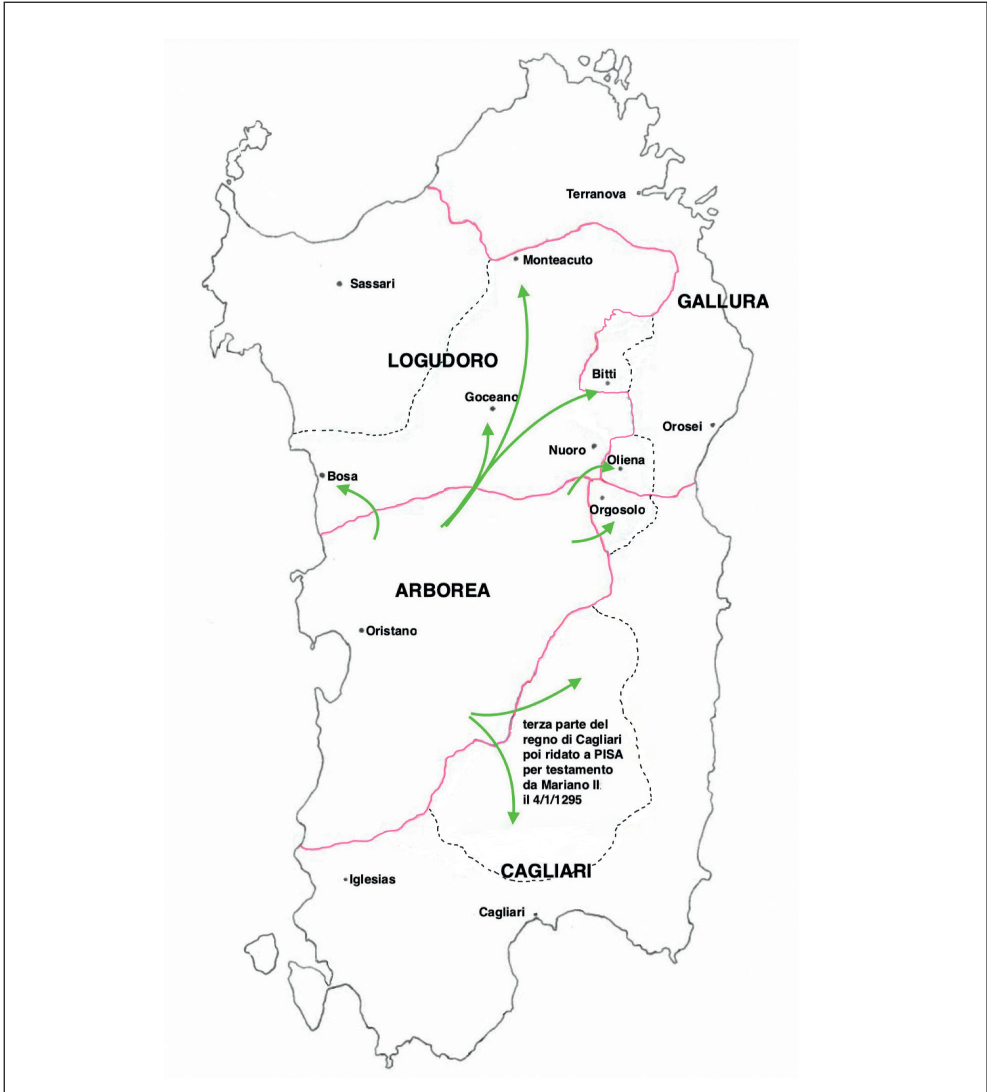 Terranova
Monteacuto
Sassari
GALLURA
LOGUDORO
Bitti
Goceano
Orosei
Nuoro
Oliena
Bosa
Orgosolo
ARBOREA
Oristano
terza parte del
regno di Cagliari
poi ridato a PISA
per testamento
da Mariano II
il 4/1/1295
CAGLIARI
Iglesias
Cagliari